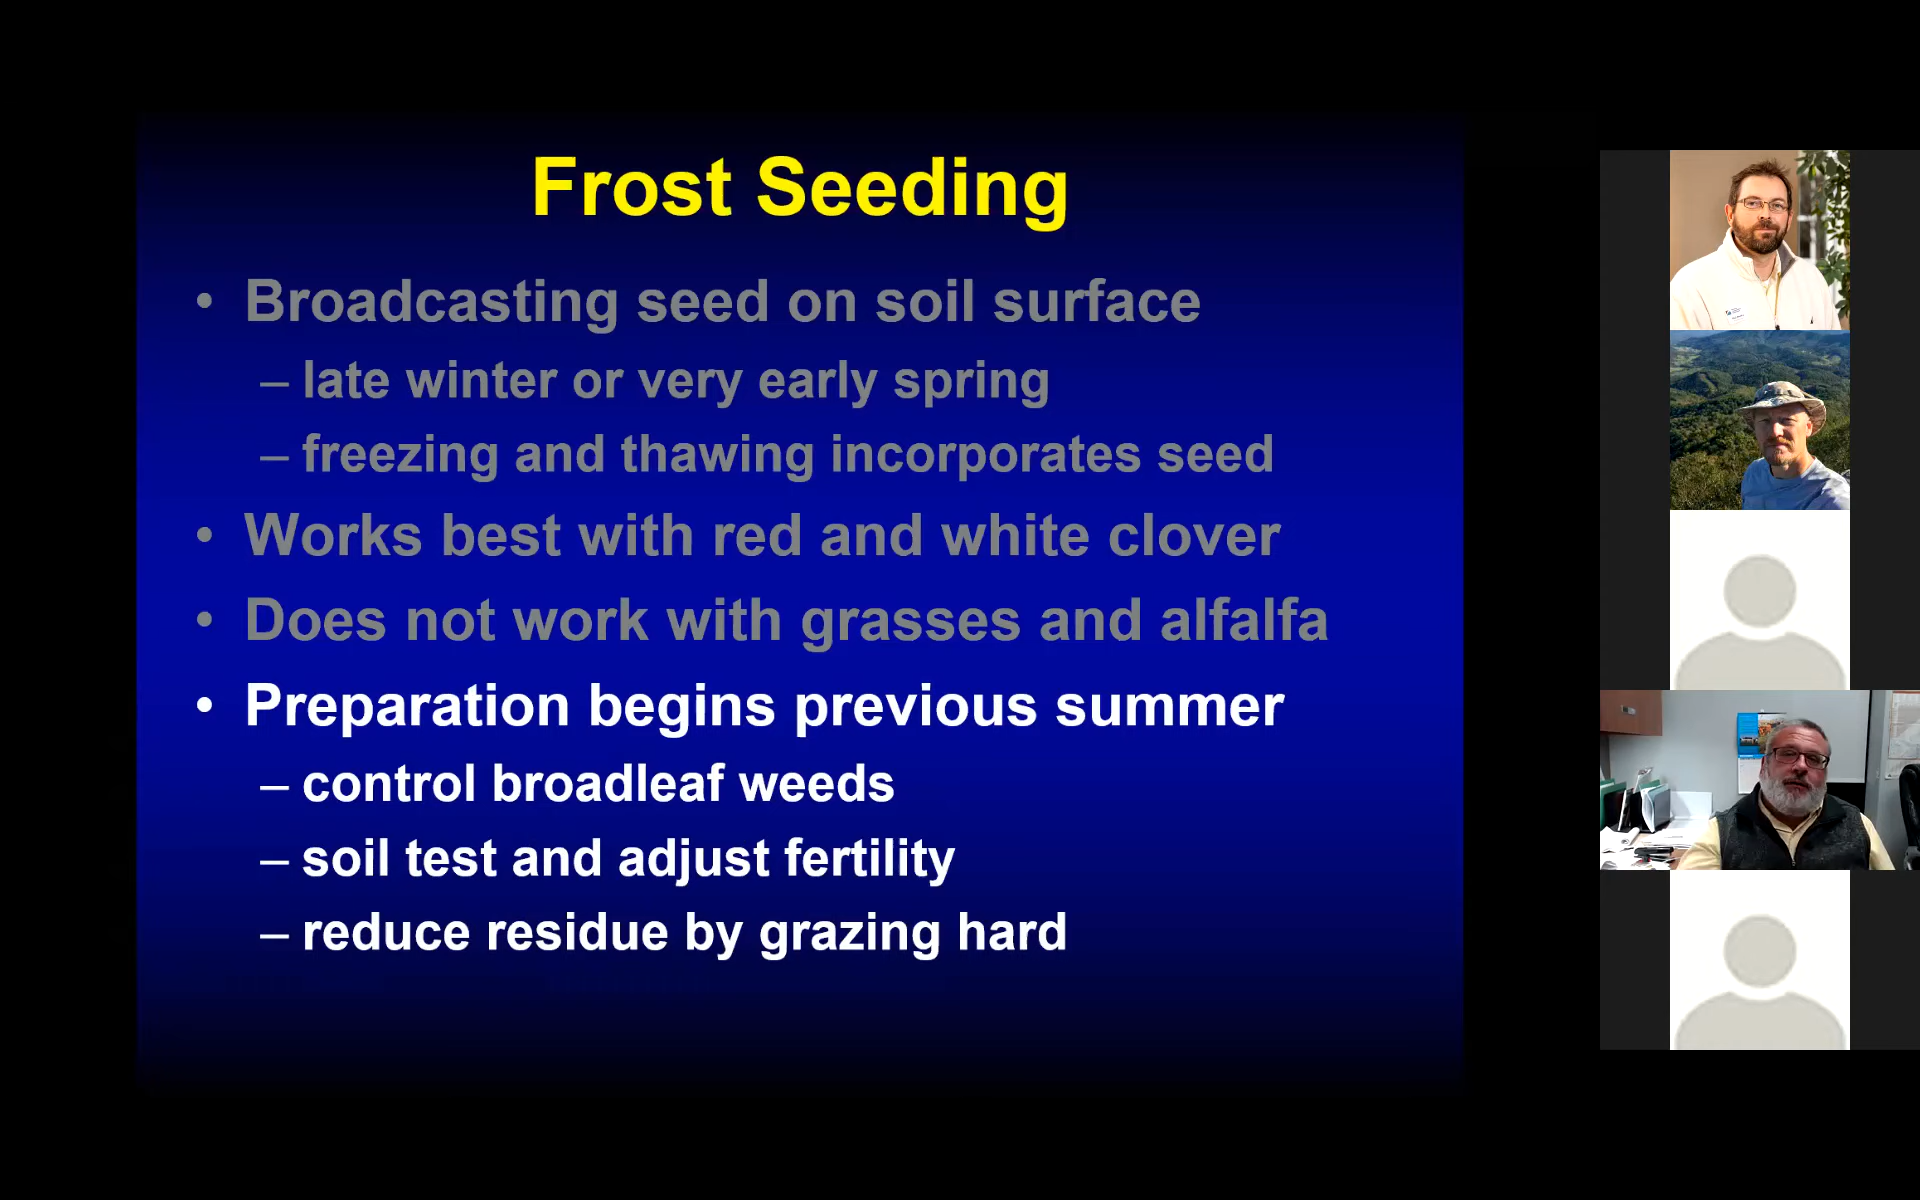 Frost Seeding
• Broadcasting seed on soil surface
– late winter or very early spring
– freezing and thawing incorporates seed
• Works best with red and white clover
• Does not work with grasses and alfalfa
• Preparation begins previous summer
– control broadleaf weeds
– soil test and adjust fertility
– reduce residue by grazing hard